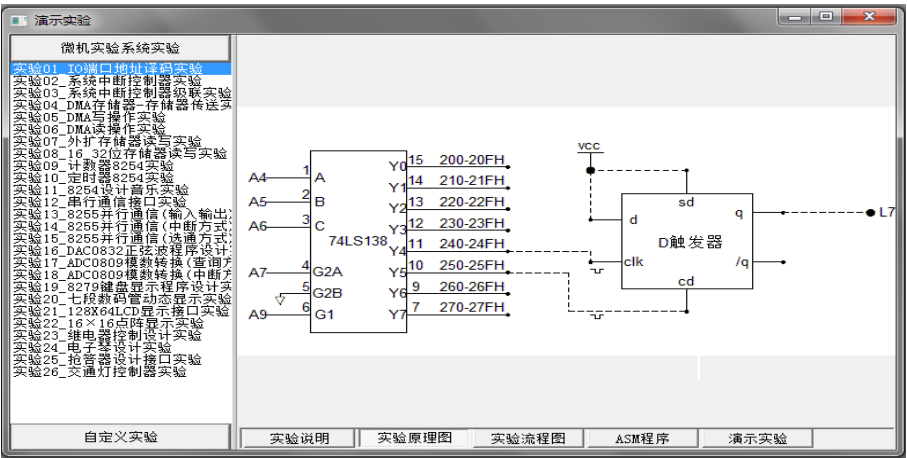 演示实验
微机实验系统实验
实验01_IO端口地址译码实验
实验02_系统中断控制器实验
实验03_系统中断控制器级联实验
实验04_DMA存储器-存储器传送实
实验05_DMA写操作实验
实验06_DMA读操作实验
实验07_外扩存储器读写实验
实验08_16_32位存储器读写实验
实验09_计数器8254实验
实验10_定时器8254实验
实验11_8254设计音乐实验
实验12_串行通信接口实验
实验13_8255并行通信(输入输出)
实验14_8255并行通信(中断方式)
实验15_8255并行通信(选通方式)
实验16_DAC0832正弦波程序设计
实验17_ADC0809模数转换(查询方
实验18_ADC0809模数转换(中断方
实验19_8279键盘显示程序设计实
实验20_七段数码管动态显示实验
实验21_128X64LCD显示接口实验
实验22_16×16点阵显示实验
实验23_继电器控制设计实验
实验24_电子琴设计实验
实验25_抢答器设计接口实验
实验26_交通灯控制器实验
自定义实验
A4 1 A Y0 15 200-20FH
Y1 14 210-21FH
A5 2 B Y2 13 220-22FH
A6 3 C Y3 12 230-23FH
74LS138
Y4 11 240-24FH
A7 4 G2A Y5 10 250-25FH
5 G2B Y6 9 260-26FH
A9 6 G1 Y7 7 270-27FH
VCC
sd
d q L7
D触发器
clk /q
cd
实验说明 实验原理图 实验流程图 ASM程序 演示实验